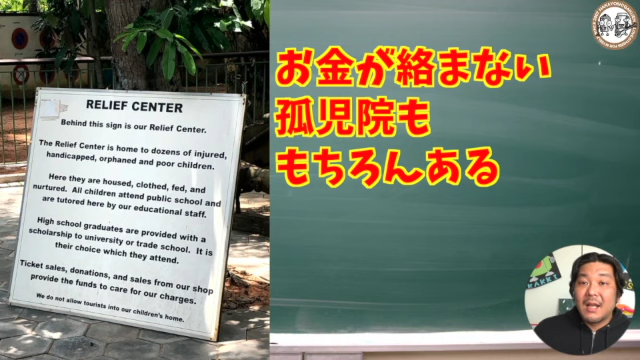 RELIEF CENTER
Behind this sign is our Relief Center.
The Relief Center is home to dozens of injured,
handicapped, orphaned and poor children.
Here they are housed, clothed, fed, and
nurtured. All children attend public school and
are tutored here by our educational staff.
High school graduates are provided with a
scholarship to university or trade school. It is
their choice which they attend.
Ticket sales, donations, and sales from our shop
provide the funds to care for our charges.
We do not allow tourists into our children's home.
お金が絡まない
孤児院も
もちろんある